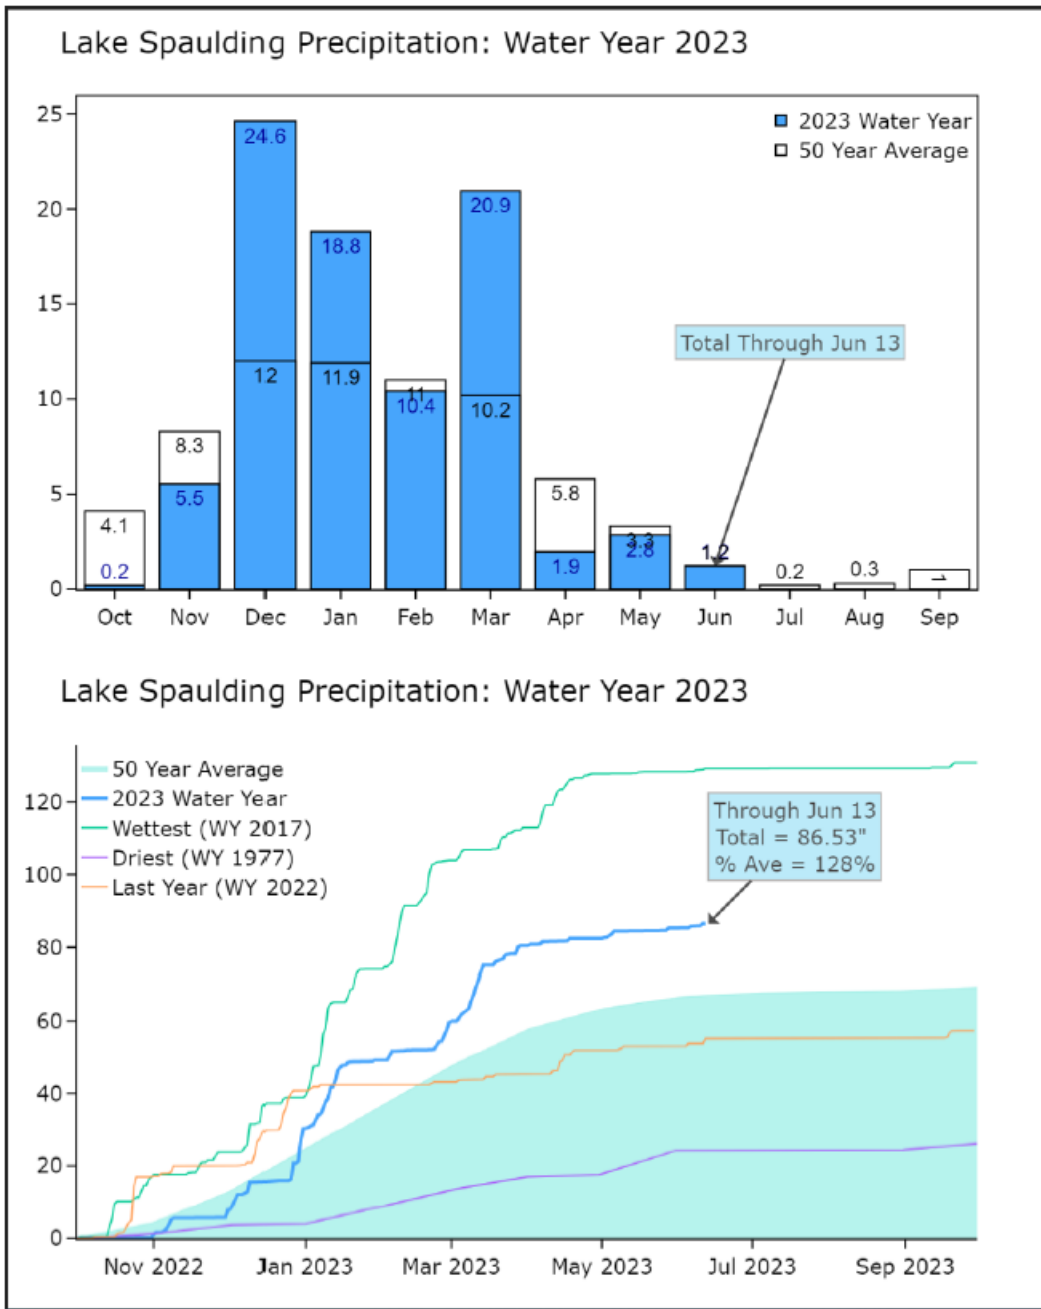 Lake Spaulding Precipitation: Water Year 2023
25
20
15
10
5
0
2023 Water Year
50 Year Average
24.6
20.9
18.8
Total Through Jun 13
12
11.9
11
10.4
10.2
8.3
5.5
5.8
4.1
0.2
1.9
3.3
2.8
1.2
0.2
0.3
1
Oct Nov Dec Jan Feb Mar Apr May Jun Jul Aug Sep
Lake Spaulding Precipitation: Water Year 2023
120
100
80
60
40
20
0
50 Year Average
2023 Water Year
Wettest (WY 2017)
Driest (WY 1977)
Last Year (WY 2022)
Through Jun 13
Total = 86.53"
% Ave = 128%
Nov 2022 Jan 2023 Mar 2023 May 2023 Jul 2023 Sep 2023